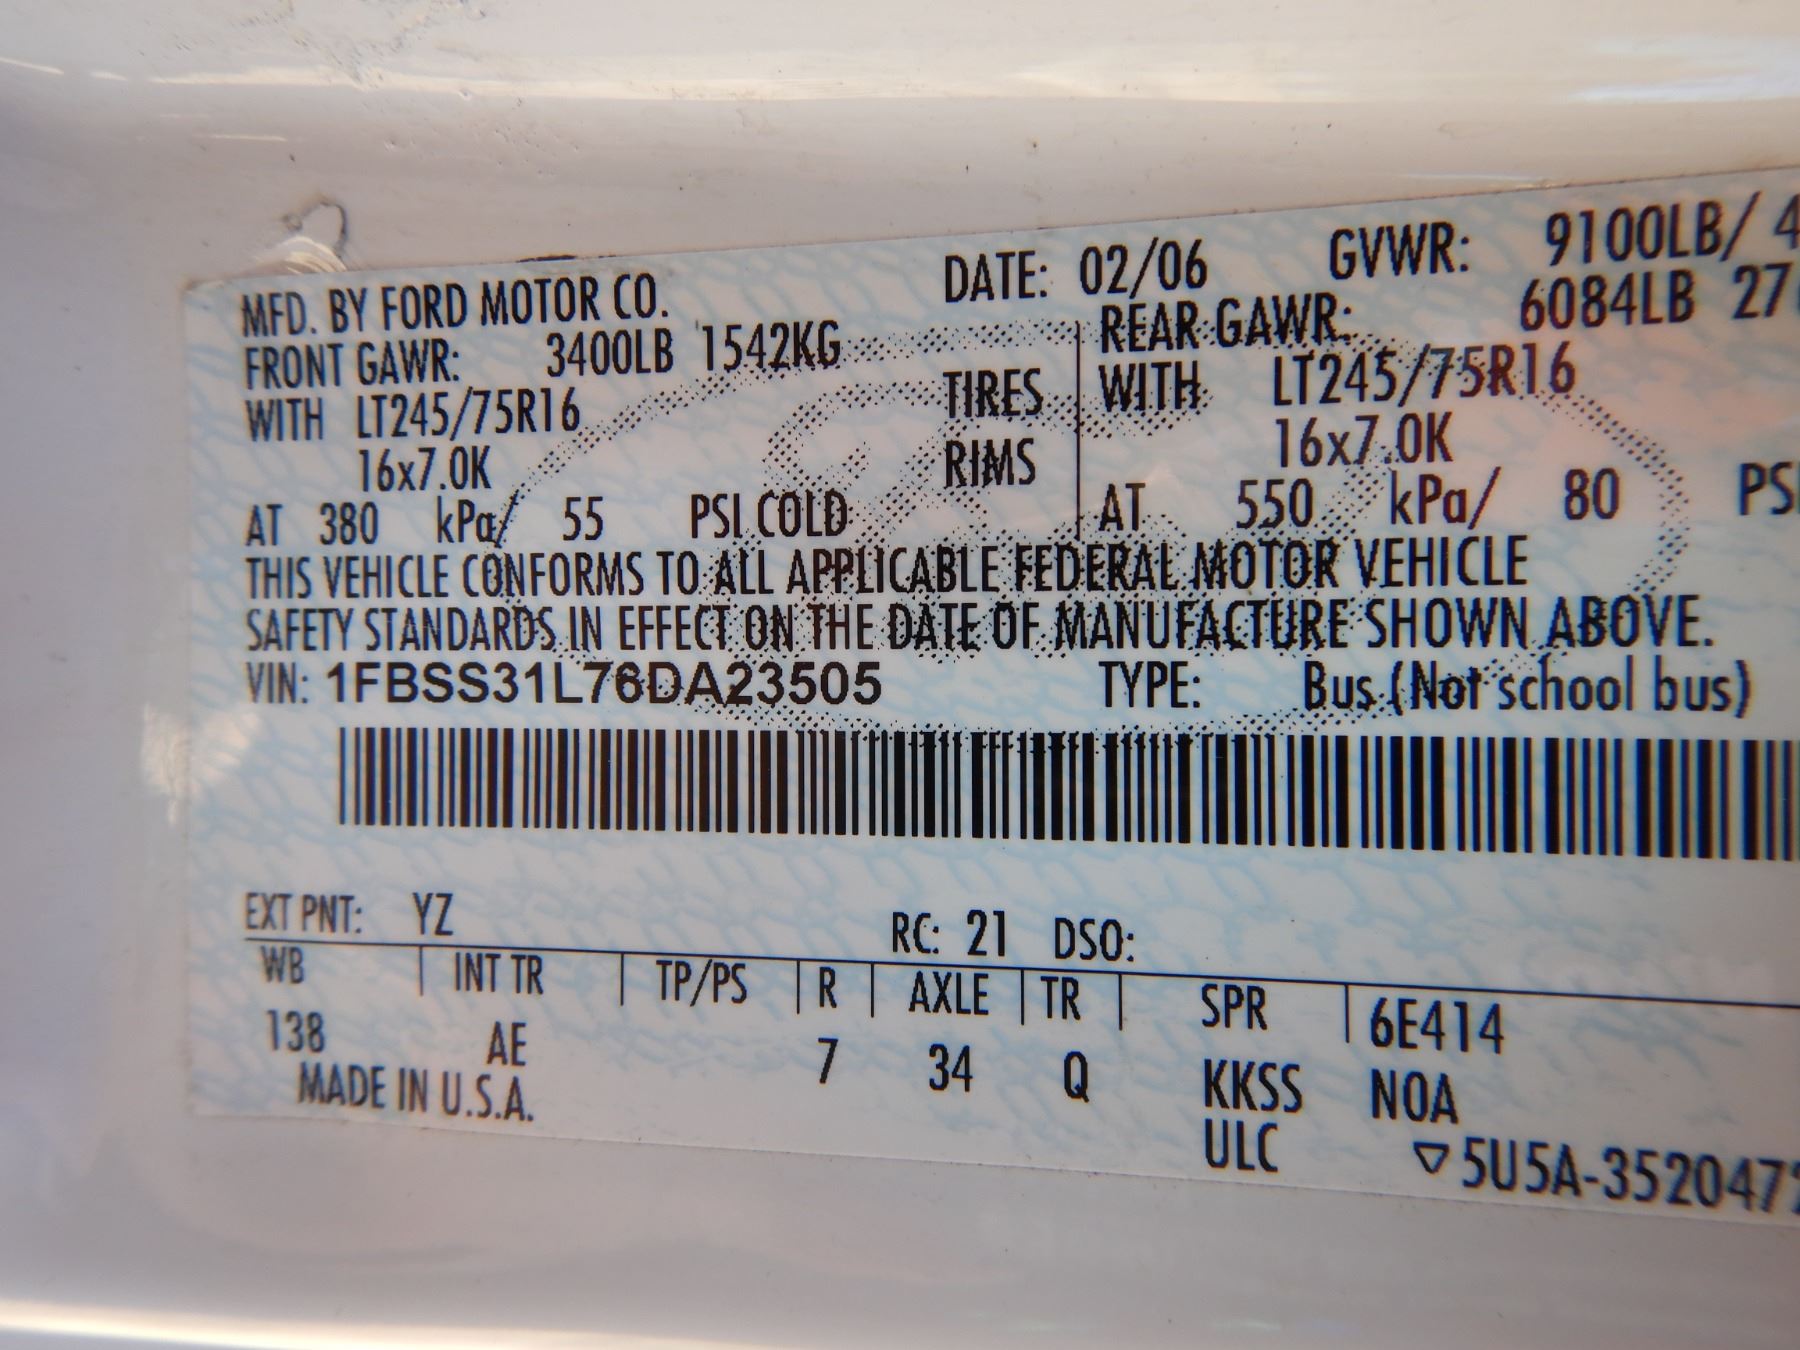 MFD. BY FORD MOTOR CO. DATE: 02/06 GVWR: 9100LB/ 4
FRONT GAWR: 3400LB 1542KG REAR GAWR: 6084LB 27
WITH LT245/75R16 TIRES WITH LT245/75R16
16x7.0K RIMS 16x7.0K
AT 380 kPa/ 55 PSI COLD AT 550 kPa/ 80 PSI
THIS VEHICLE CONFORMS TO ALL APPLICABLE FEDERAL MOTOR VEHICLE
SAFETY STANDARDS IN EFFECT ON THE DATE OF MANUFACTURE SHOWN ABOVE.
VIN: 1FBSS31L76DA23505 TYPE: Bus (Not school bus)
EXT PNT: YZ RC: 21 DSO:
WB INT TR TP/PS R AXLE TR SPR 6E414
138 AE 7 34 Q KKSS NOA
MADE IN U.S.A. ULC ▽5U5A-3520472